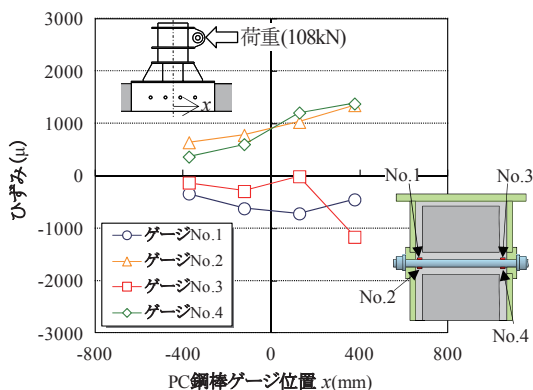 荷重(108kN)
x
3000
2000
1000
0
-1000
-2000
-3000
ひずみ(μ)
ゲージNo.1
ゲージNo.2
ゲージNo.3
ゲージNo.4
No.1
No.3
No.2
No.4
-800
-400
0
400
800
PC鋼棒ゲージ位置 x(mm)